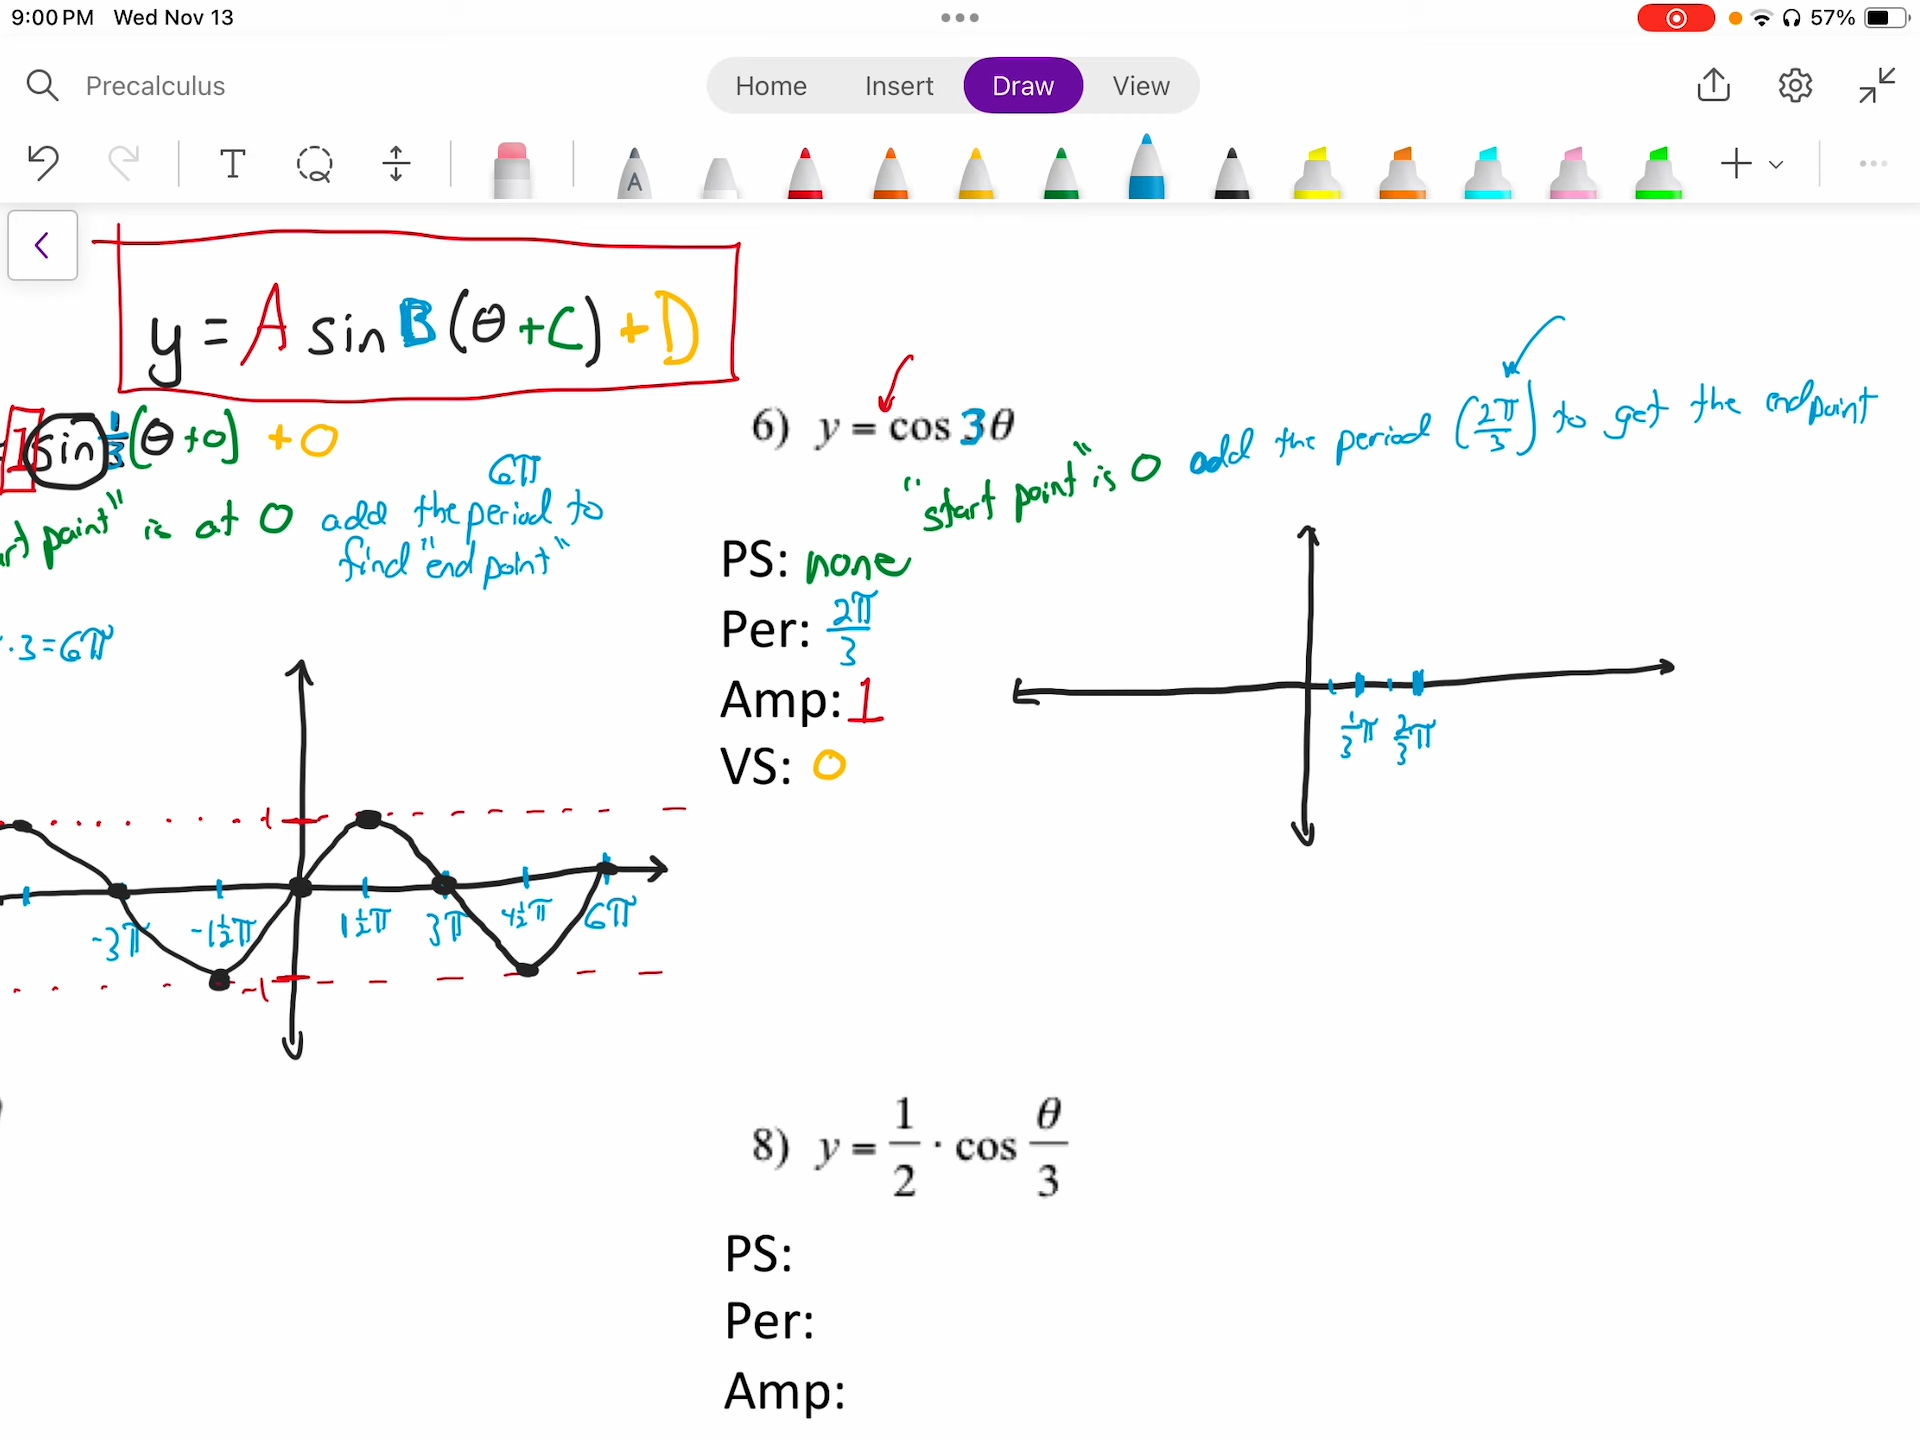 9:00 PM Wed Nov 13
57%
Precalculus
Home Insert Draw View
T
A
y = A sin B (θ + C) + D
1 sin 1/3 (θ + 0) + 0
point" is at 0
6π
add the period to
find "end point"
· 3 = 6π
1
-3π -1½π 1½π 3π 4½π 6π
-1
6) y = cos 3θ
"start point" is 0 add the period (2π/3) to get the endpoint
PS: none
Per: 2π/3
Amp: 1
VS: 0
1/3 π 2/3 π
8) y = 1/2 · cos θ/3
PS:
Per:
Amp: